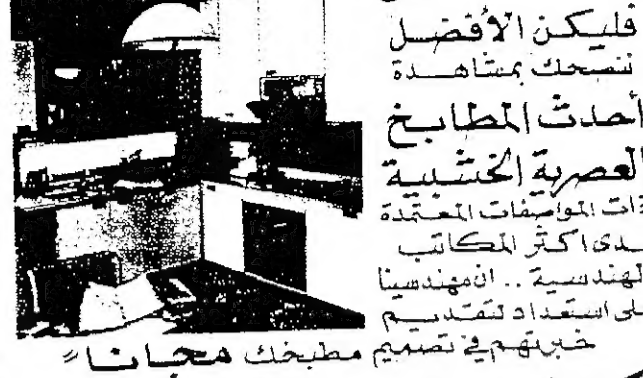 فليكن الأفضل
ننصحك بمشاهدة
أحدث المطابخ
العصرية الخشبية
ذات المواصفات المعتمدة
لدى اكثر المكاتب
الهندسية .. ان مهندسينا
على استعداد لتقديم
خبرتهم في تصميم مطبخك مجاناً